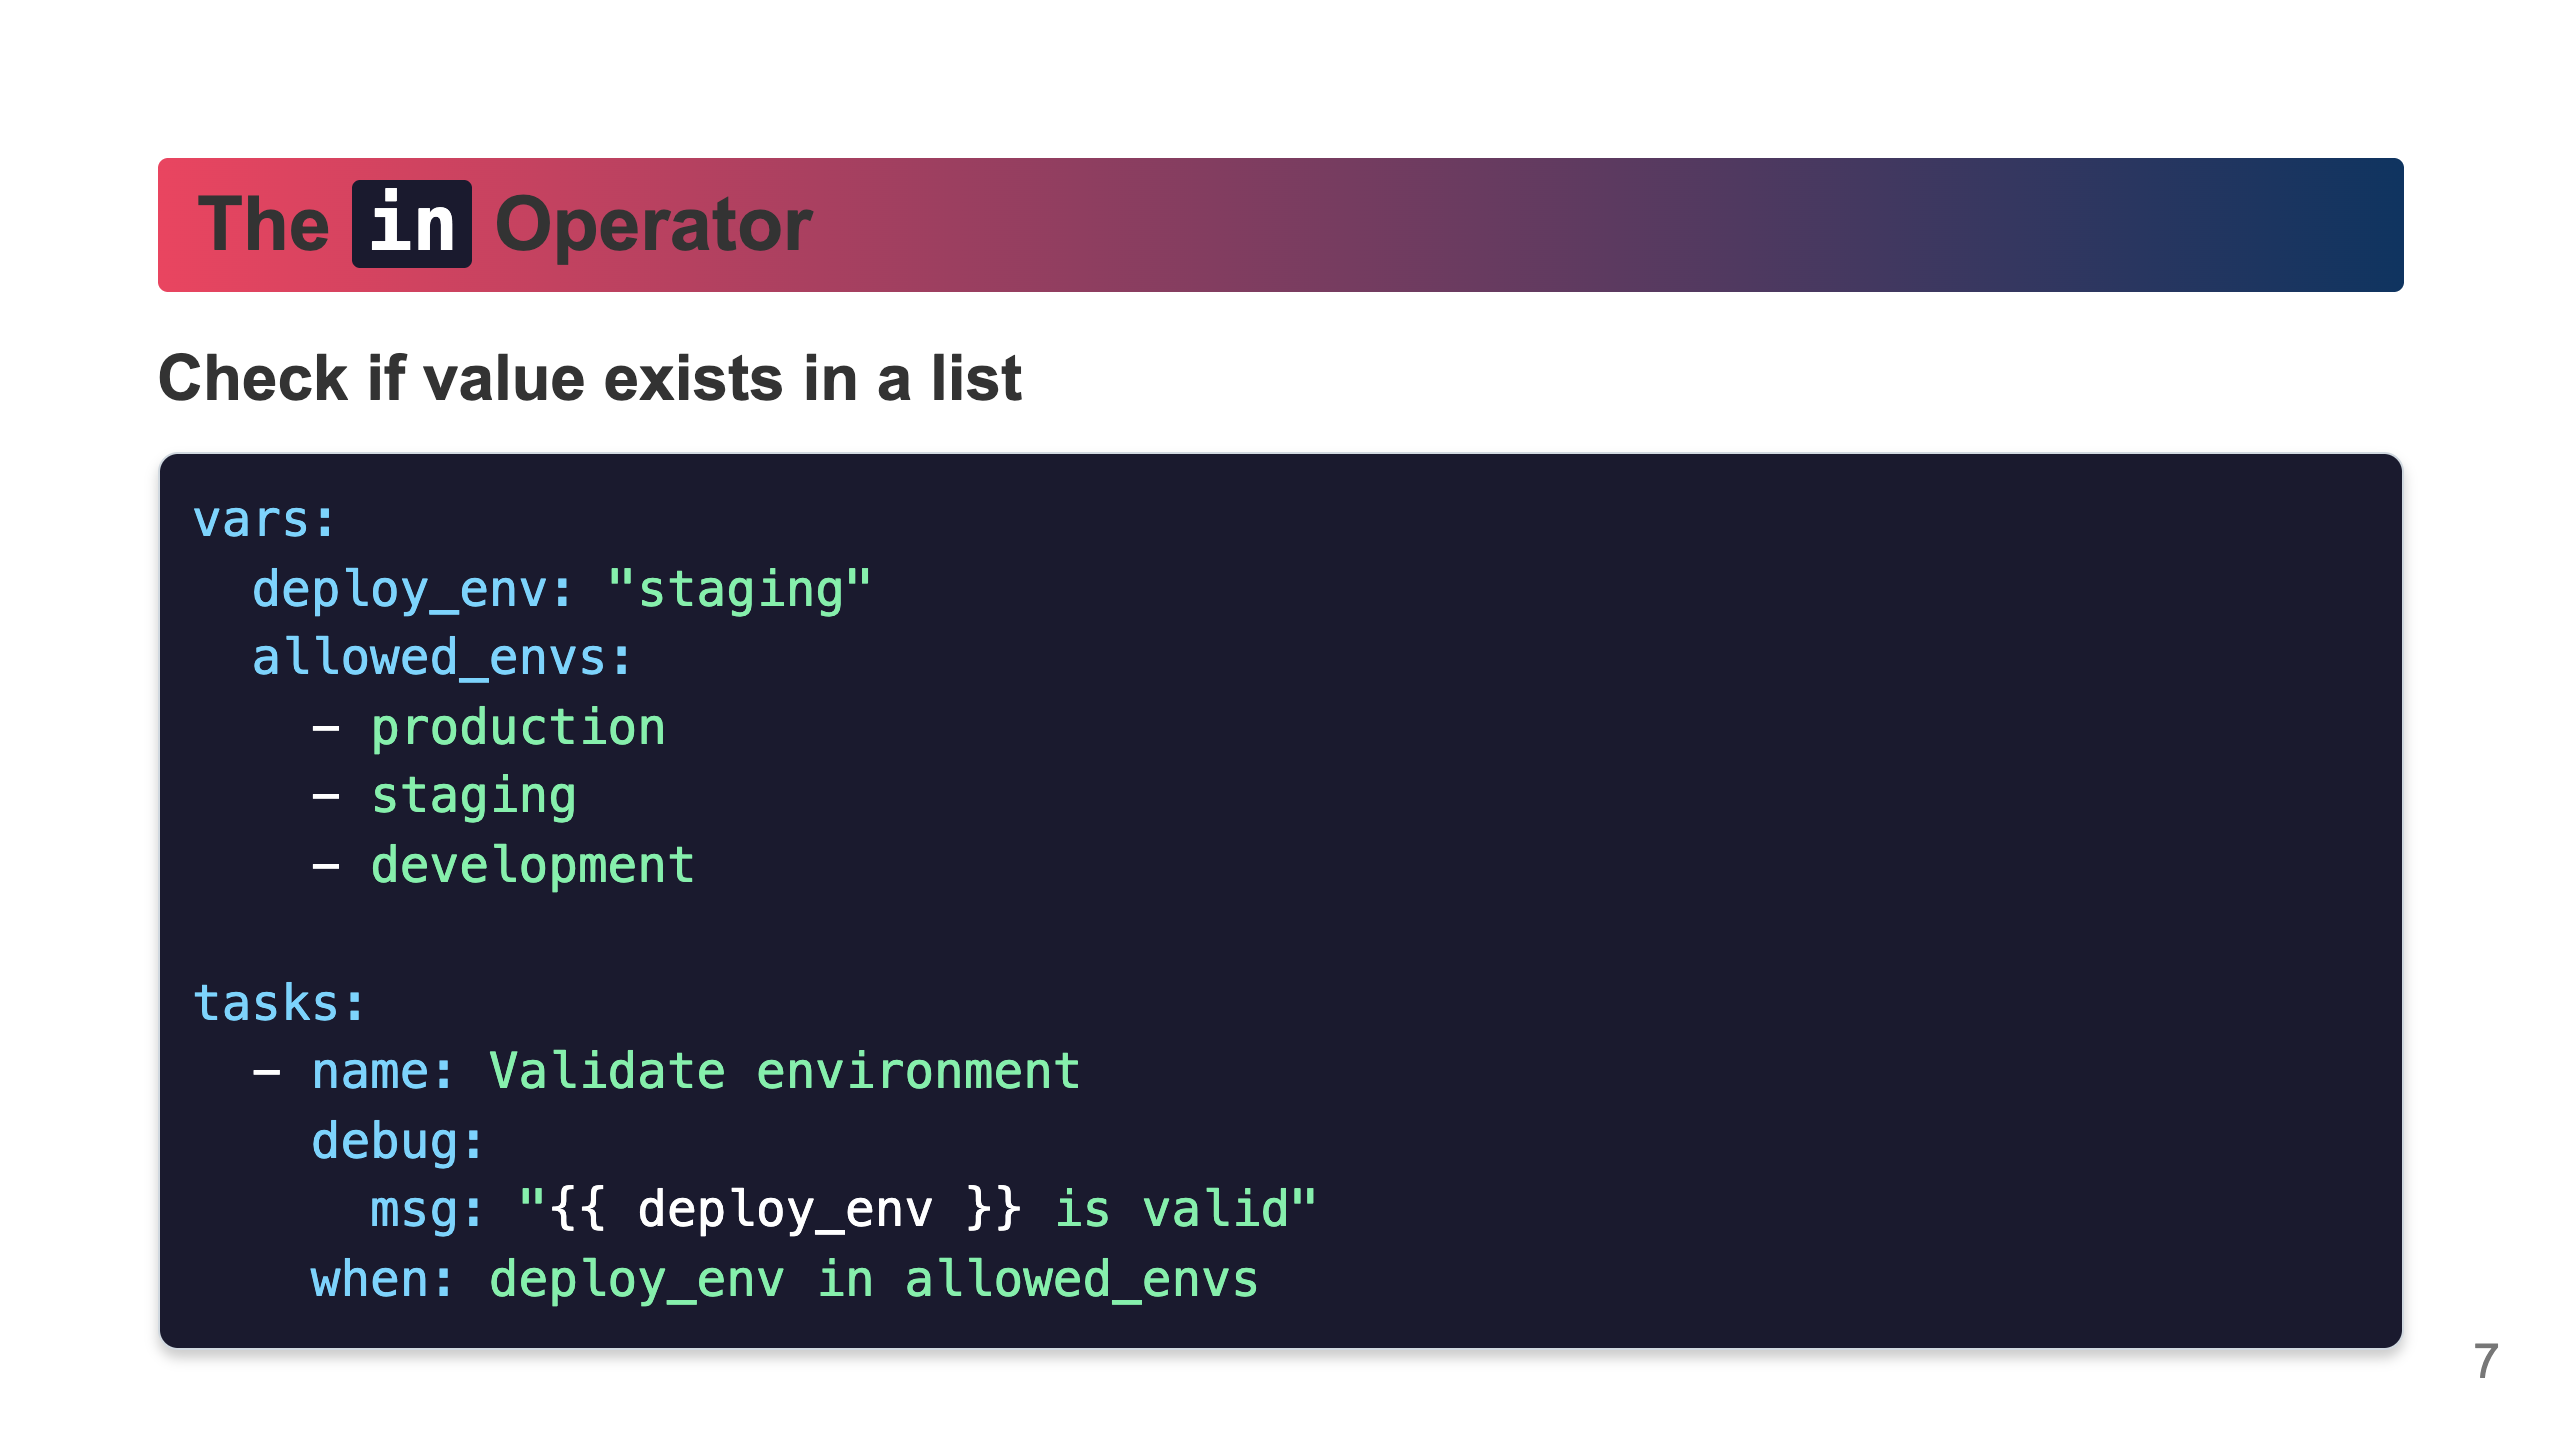 The in Operator
Check if value exists in a list
vars:
  deploy_env: "staging"
  allowed_envs:
    - production
    - staging
    - development

tasks:
  - name: Validate environment
    debug:
      msg: "{{ deploy_env }} is valid"
    when: deploy_env in allowed_envs
7